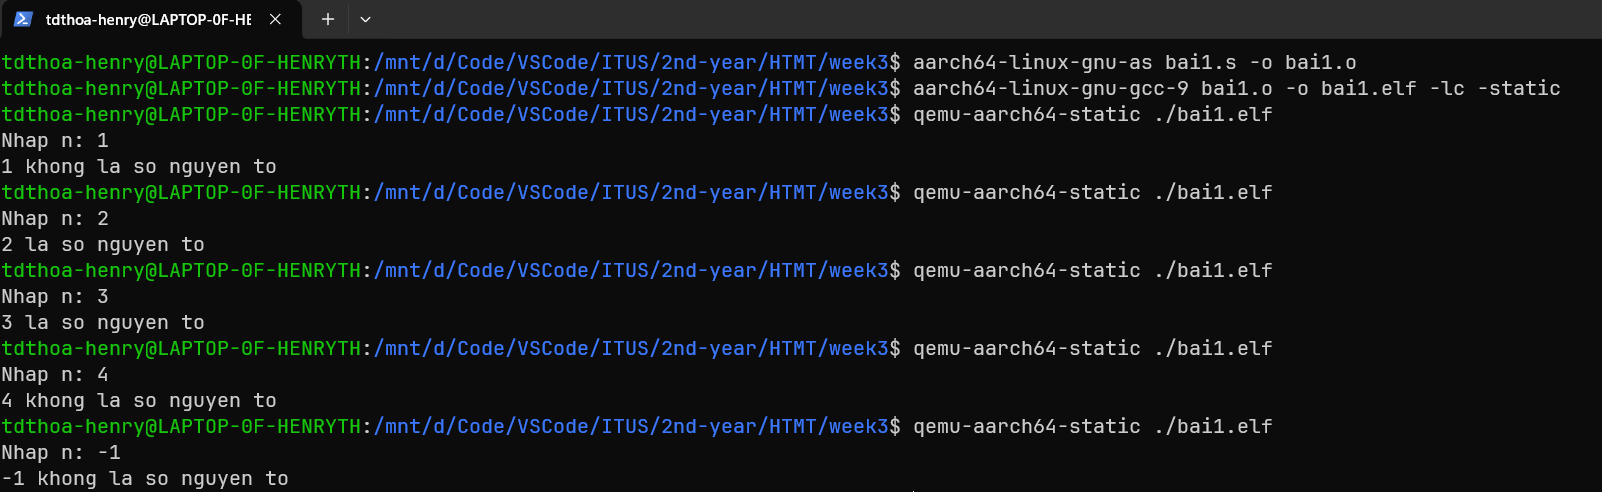 tdthoa-henry@LAPTOP-0F-HE
tdthoa-henry@LAPTOP-0F-HENRYTH:/mnt/d/Code/VSCode/ITUS/2nd-year/HTMT/week3$ aarch64-linux-gnu-as bai1.s -o bai1.o
tdthoa-henry@LAPTOP-0F-HENRYTH:/mnt/d/Code/VSCode/ITUS/2nd-year/HTMT/week3$ aarch64-linux-gnu-gcc-9 bai1.o -o bai1.elf -lc -static
tdthoa-henry@LAPTOP-0F-HENRYTH:/mnt/d/Code/VSCode/ITUS/2nd-year/HTMT/week3$ qemu-aarch64-static ./bai1.elf
Nhap n: 1
1 khong la so nguyen to
tdthoa-henry@LAPTOP-0F-HENRYTH:/mnt/d/Code/VSCode/ITUS/2nd-year/HTMT/week3$ qemu-aarch64-static ./bai1.elf
Nhap n: 2
2 la so nguyen to
tdthoa-henry@LAPTOP-0F-HENRYTH:/mnt/d/Code/VSCode/ITUS/2nd-year/HTMT/week3$ qemu-aarch64-static ./bai1.elf
Nhap n: 3
3 la so nguyen to
tdthoa-henry@LAPTOP-0F-HENRYTH:/mnt/d/Code/VSCode/ITUS/2nd-year/HTMT/week3$ qemu-aarch64-static ./bai1.elf
Nhap n: 4
4 khong la so nguyen to
tdthoa-henry@LAPTOP-0F-HENRYTH:/mnt/d/Code/VSCode/ITUS/2nd-year/HTMT/week3$ qemu-aarch64-static ./bai1.elf
Nhap n: -1
-1 khong la so nguyen to